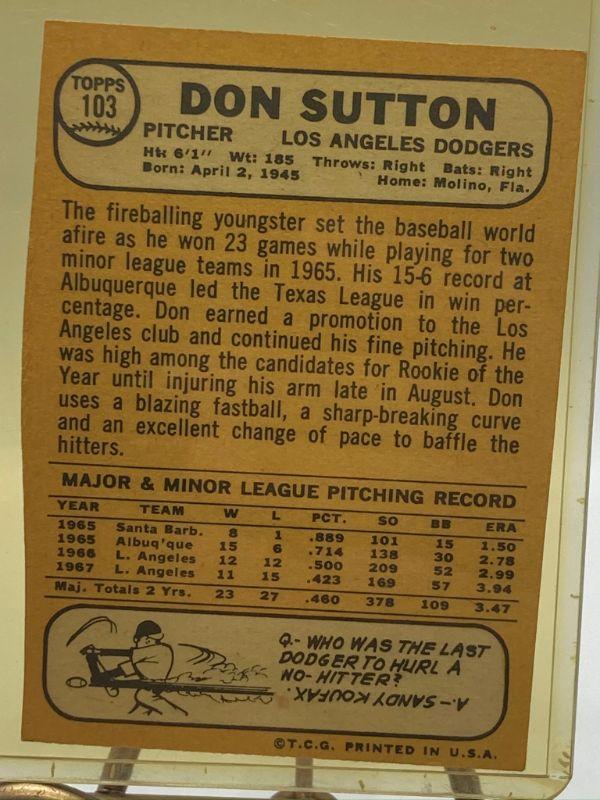 TOPPS
103
DON SUTTON
PITCHER LOS ANGELES DODGERS
Ht: 6'1" Wt: 185 Throws: Right Bats: Right
Born: April 2, 1945 Home: Molino, Fla.
The fireballing youngster set the baseball world
afire as he won 23 games while playing for two
minor league teams in 1965. His 15-6 record at
Albuquerque led the Texas League in win per-
centage. Don earned a promotion to the Los
Angeles club and continued his fine pitching. He
was high among the candidates for Rookie of the
Year until injuring his arm late in August. Don
uses a blazing fastball, a sharp-breaking curve
and an excellent change of pace to baffle the
hitters.
MAJOR & MINOR LEAGUE PITCHING RECORD
YEAR TEAM W L PCT. SO BB ERA
1965 Santa Barb. 8 1 .889 101 15 1.50
1965 Albuq'que 15 6 .714 138 30 2.78
1966 L. Angeles 12 12 .500 209 52 2.99
1967 L. Angeles 11 15 .423 169 57 3.94
Maj. Totals 2 Yrs. 23 27 .460 378 109 3.47
Q.- WHO WAS THE LAST
DODGER TO HURL A
NO-HITTER?
A.- SANDY KOUFAX.
©T.C.G. PRINTED IN U.S.A.